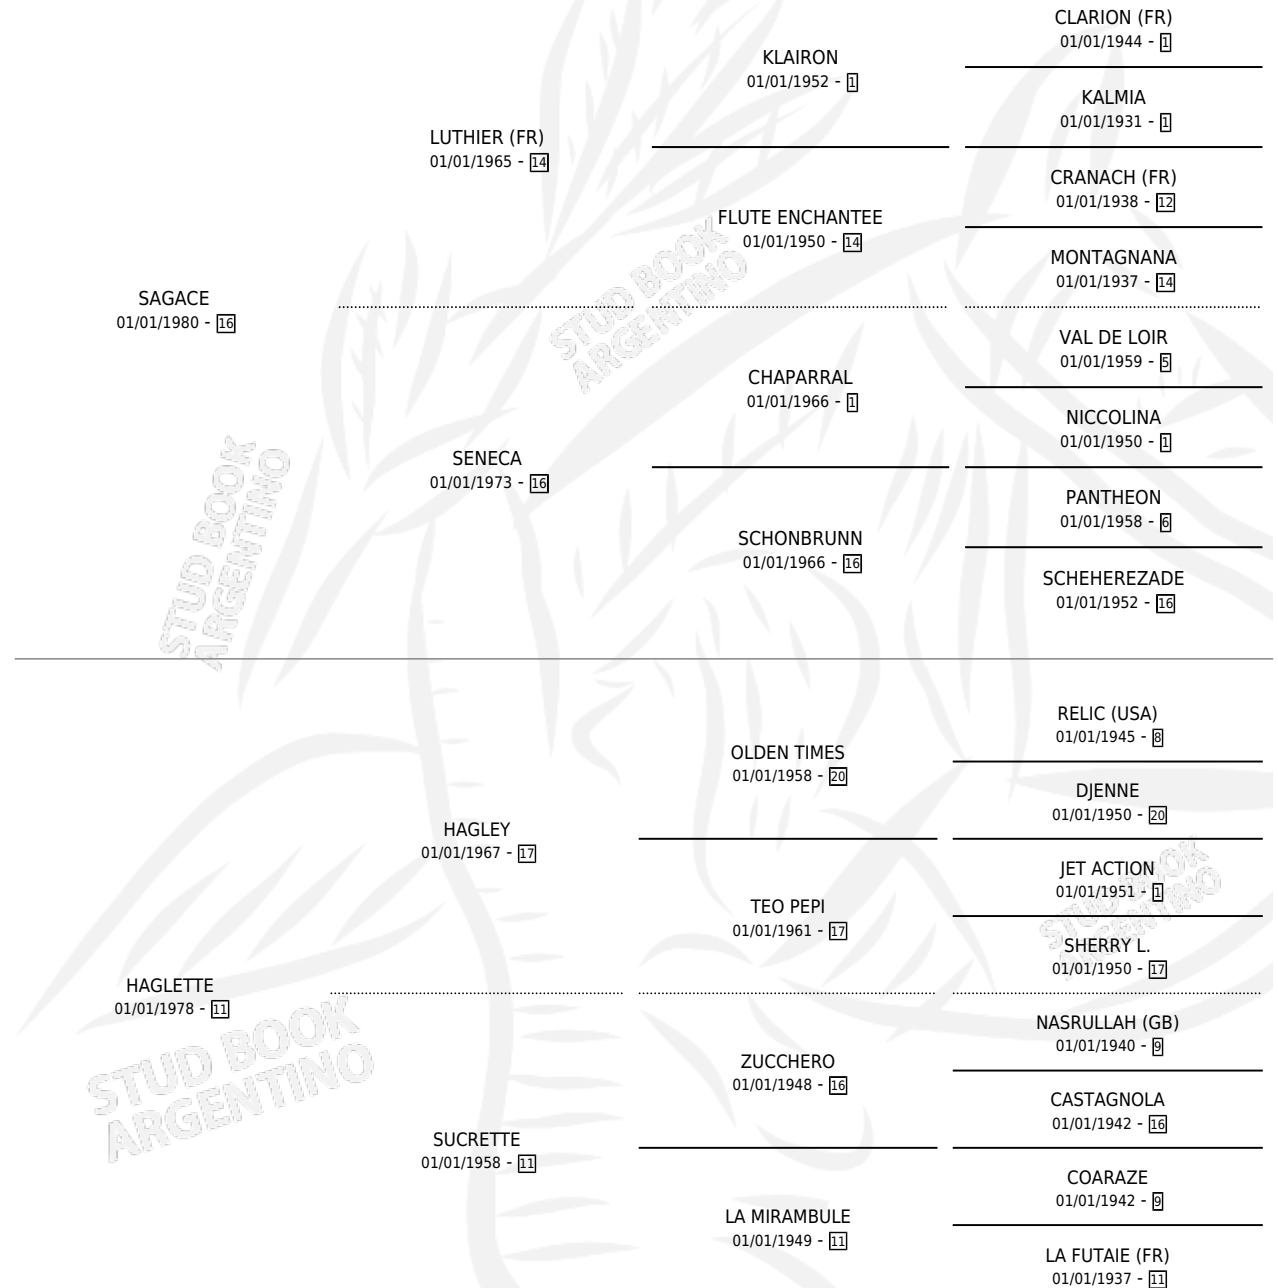 CLARION (FR)
01/01/1944 - 1
KLAIRON
01/01/1952 - 1
KALMIA
01/01/1931 - 1
LUTHIER (FR)
01/01/1965 - 14
CRANACH (FR)
01/01/1938 - 12
FLUTE ENCHANTEE
01/01/1950 - 14
MONTAGNANA
01/01/1937 - 14
SAGACE
01/01/1980 - 16
STUD BOOK
ARGENTINO
VAL DE LOIR
01/01/1959 - 5
CHAPARRAL
01/01/1966 - 1
NICCOLINA
01/01/1950 - 1
SENECA
01/01/1973 - 16
PANTHEON
01/01/1958 - 6
SCHONBRUNN
01/01/1966 - 16
SCHEHEREZADE
01/01/1952 - 16
STUD BOOK
ARGENTINO
RELIC (USA)
01/01/1945 - 8
OLDEN TIMES
01/01/1958 - 20
DJENNE
01/01/1950 - 20
HAGLEY
01/01/1967 - 17
JET ACTION
01/01/1951 - 1
TEO PEPI
01/01/1961 - 17
STUD BOOK
ARGENTINO
SHERRY L.
01/01/1950 - 17
HAGLETTE
01/01/1978 - 11
NASRULLAH (GB)
01/01/1940 - 9
ZUCCHERO
01/01/1948 - 16
STUD BOOK
ARGENTINO
CASTAGNOLA
01/01/1942 - 16
SUCRETTE
01/01/1958 - 11
COARAZE
01/01/1942 - 9
LA MIRAMBULE
01/01/1949 - 11
LA FUTAIE (FR)
01/01/1937 - 11